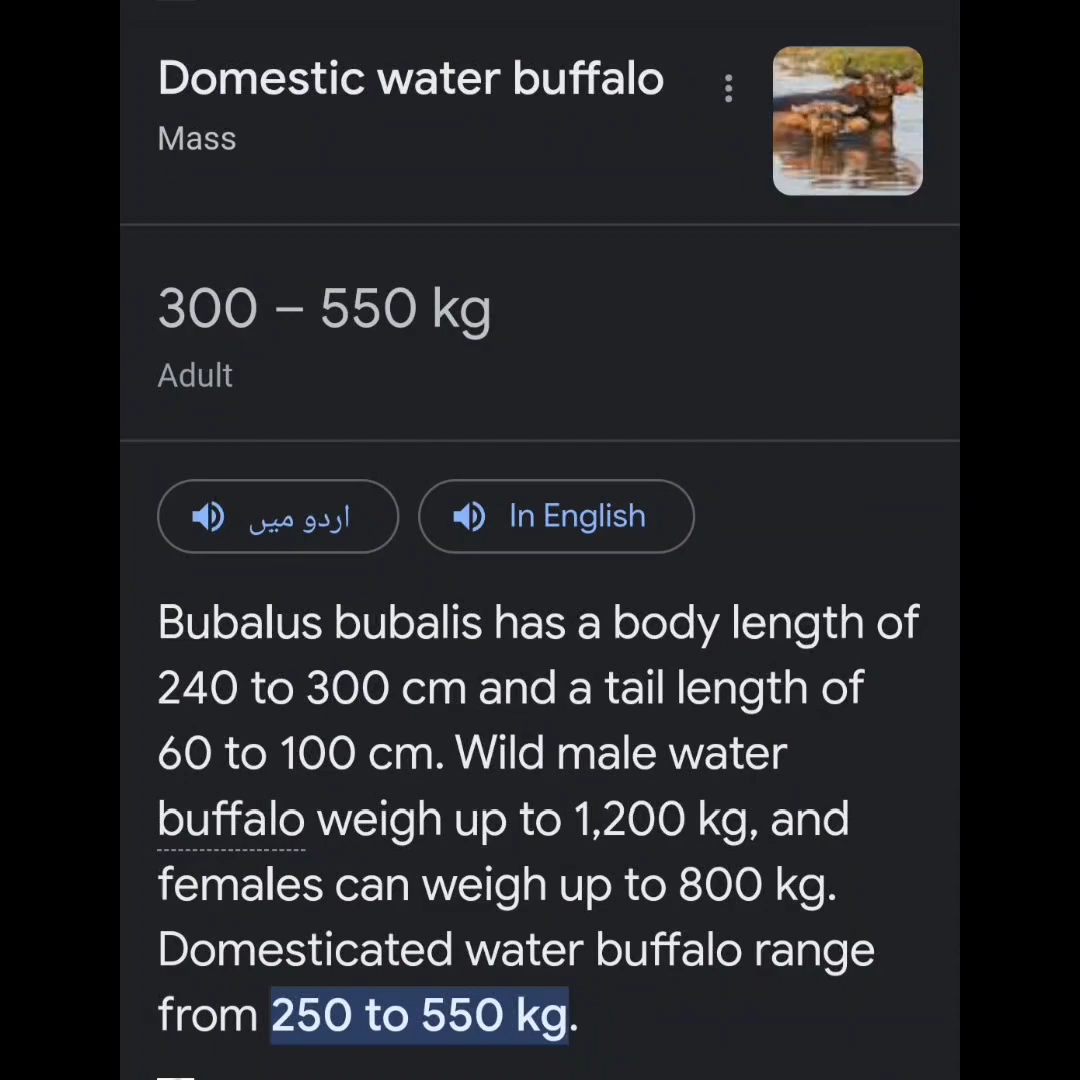 Domestic water buffalo
Mass
300 – 550 kg
Adult
اردو میں
In English
Bubalus bubalis has a body length of
240 to 300 cm and a tail length of
60 to 100 cm. Wild male water
buffalo weigh up to 1,200 kg, and
females can weigh up to 800 kg.
Domesticated water buffalo range
from 250 to 550 kg.